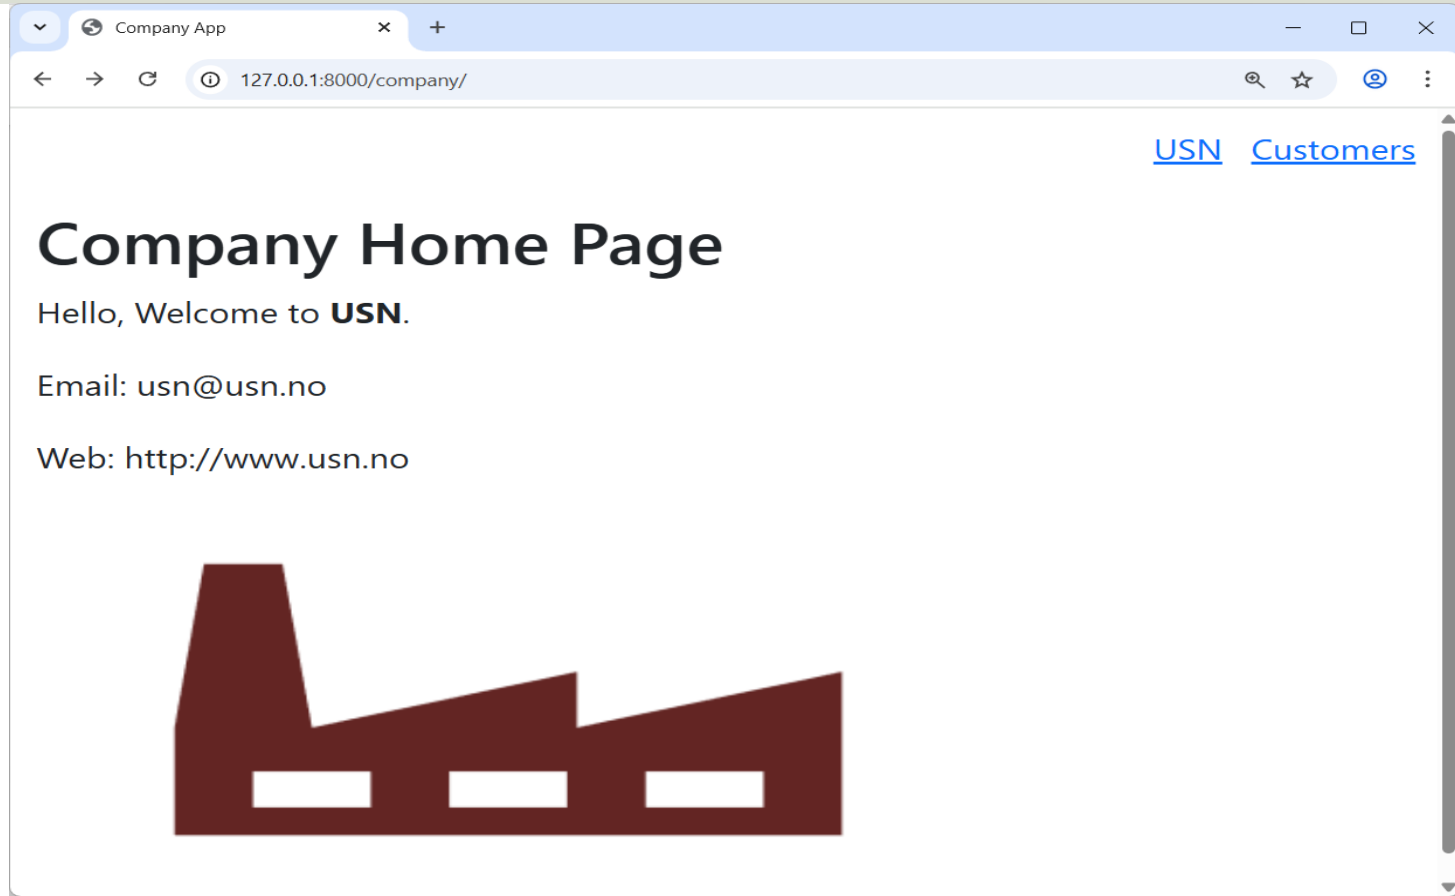 Company App
127.0.0.1:8000/company/
USN Customers
Company Home Page
Hello, Welcome to USN.
Email: usn@usn.no
Web: http://www.usn.no